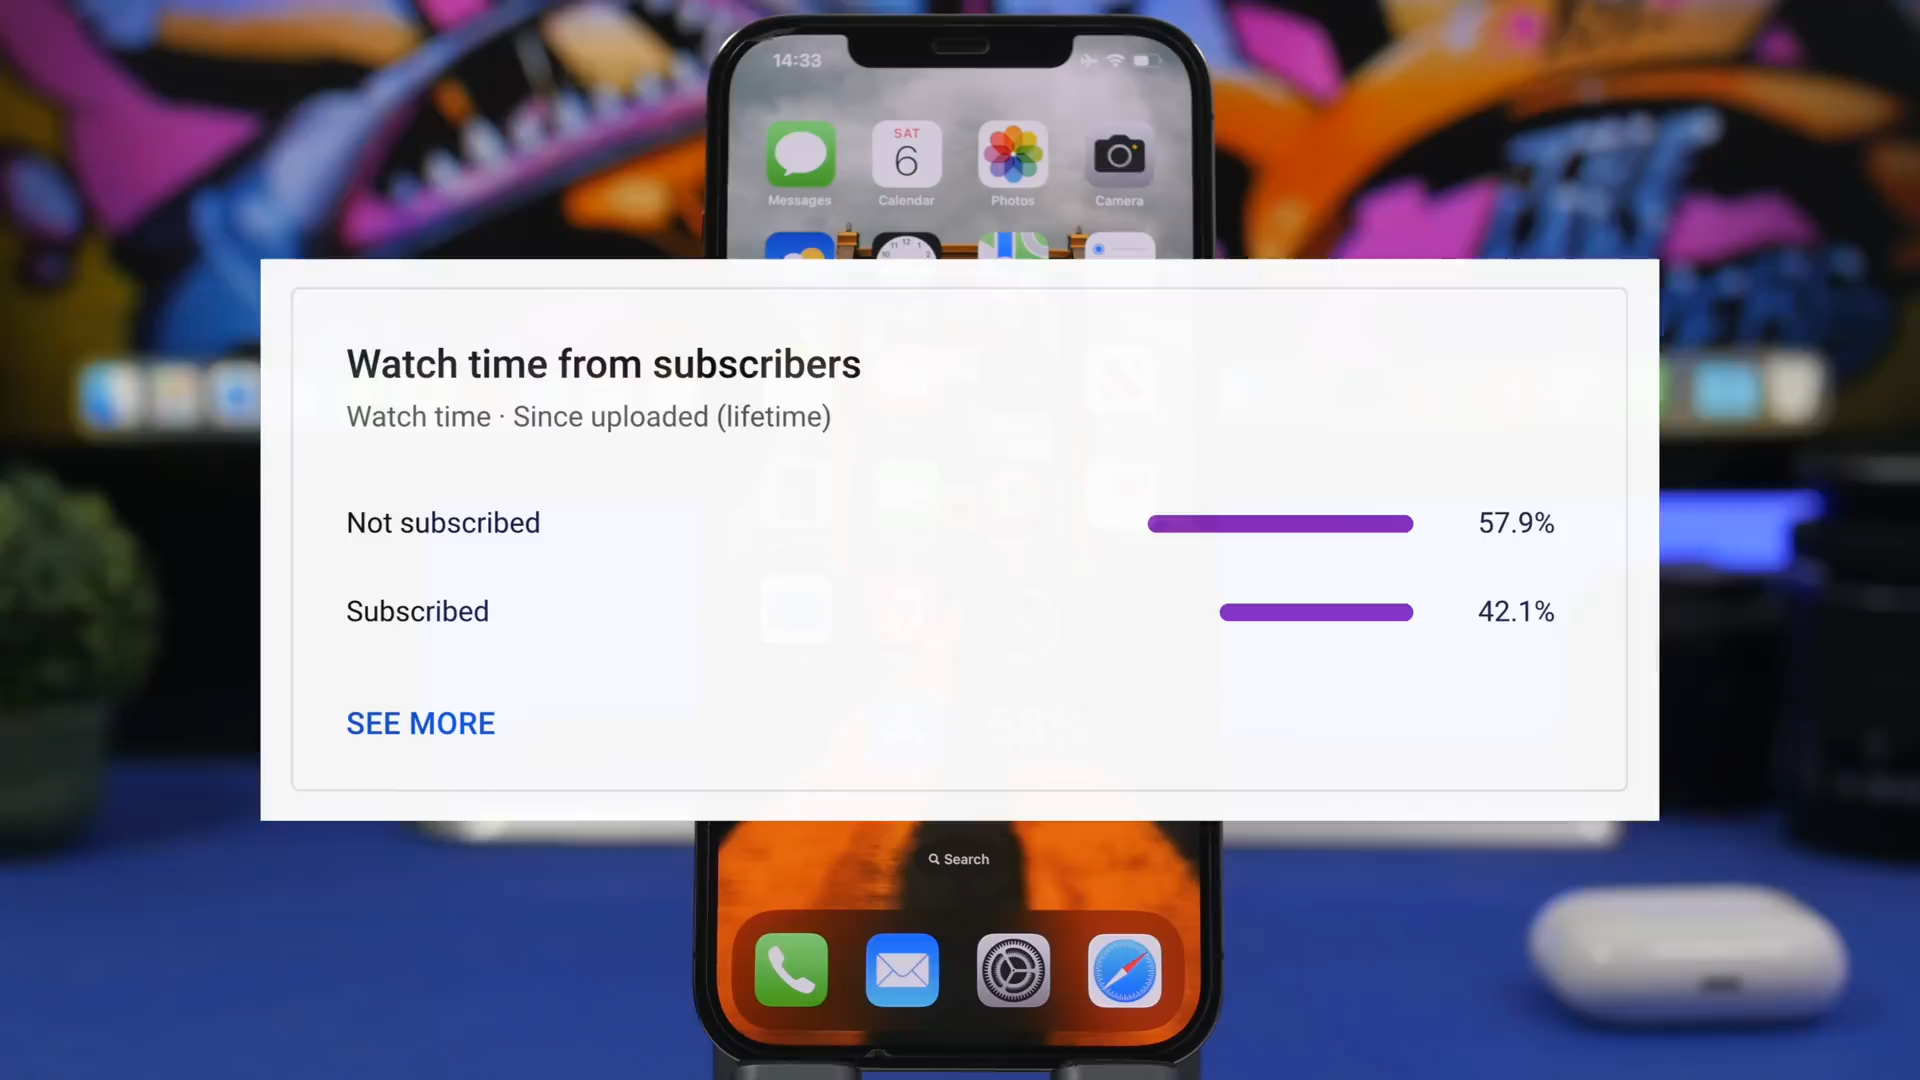 14:33
SAT
6
Messages
Calendar
Photos
Camera
Watch time from subscribers
Watch time · Since uploaded (lifetime)
Not subscribed 57.9%
Subscribed 42.1%
SEE MORE
Search